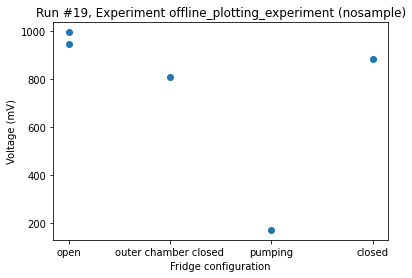 Run #19, Experiment offline_plotting_experiment (nosample)
1000
800
600
400
200
Voltage (mV)
open
outer chamber closed
pumping
closed
Fridge configuration